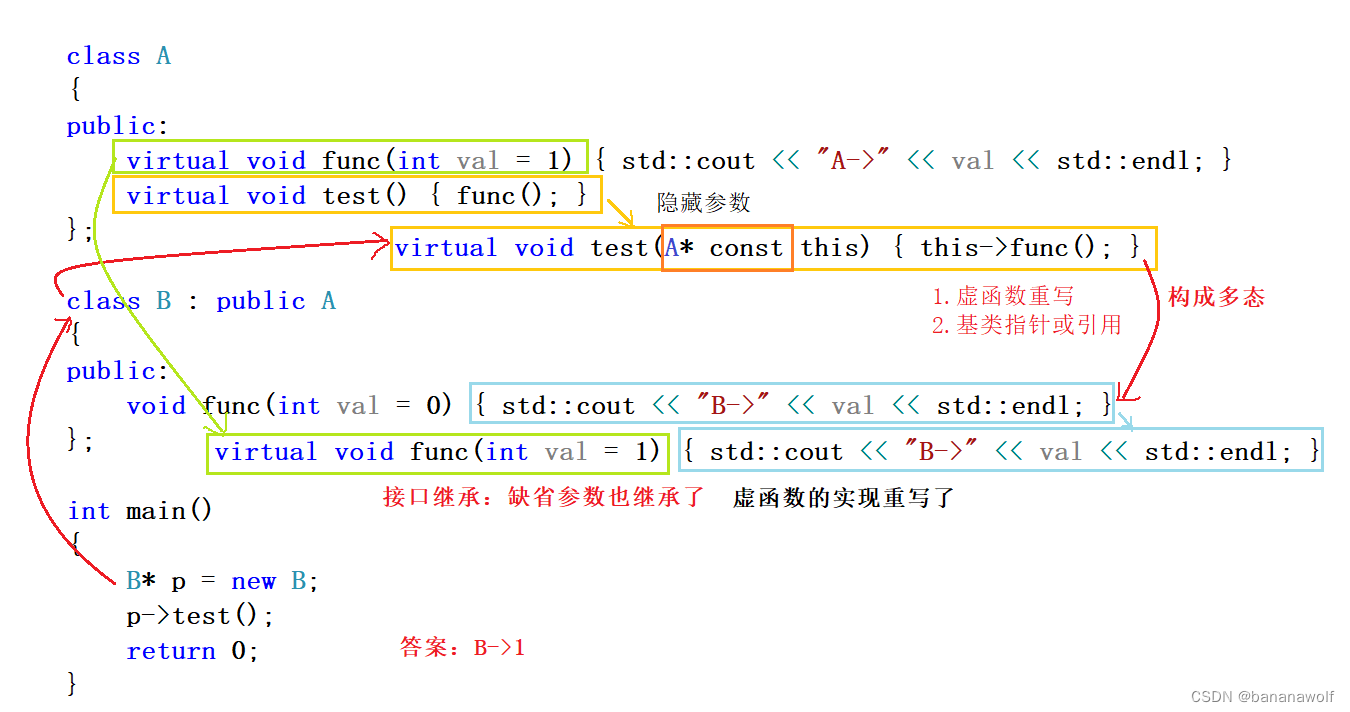 class A
{
public:
virtual void func(int val = 1) { std::cout << "A->" << val << std::endl; }
virtual void test() { func(); }
隐藏参数
};
virtual void test(A* const this) { this->func(); }
class B : public A
1.虚函数重写
构成多态
{
2.基类指针或引用
public:
void func(int val = 0) { std::cout << "B->" << val << std::endl; }
};
virtual void func(int val = 1) { std::cout << "B->" << val << std::endl; }
接口继承：缺省参数也继承了 虚函数的实现重写了
int main()
{
B* p = new B;
p->test();
return 0;
答案：B->1
}
CSDN @bananawolf